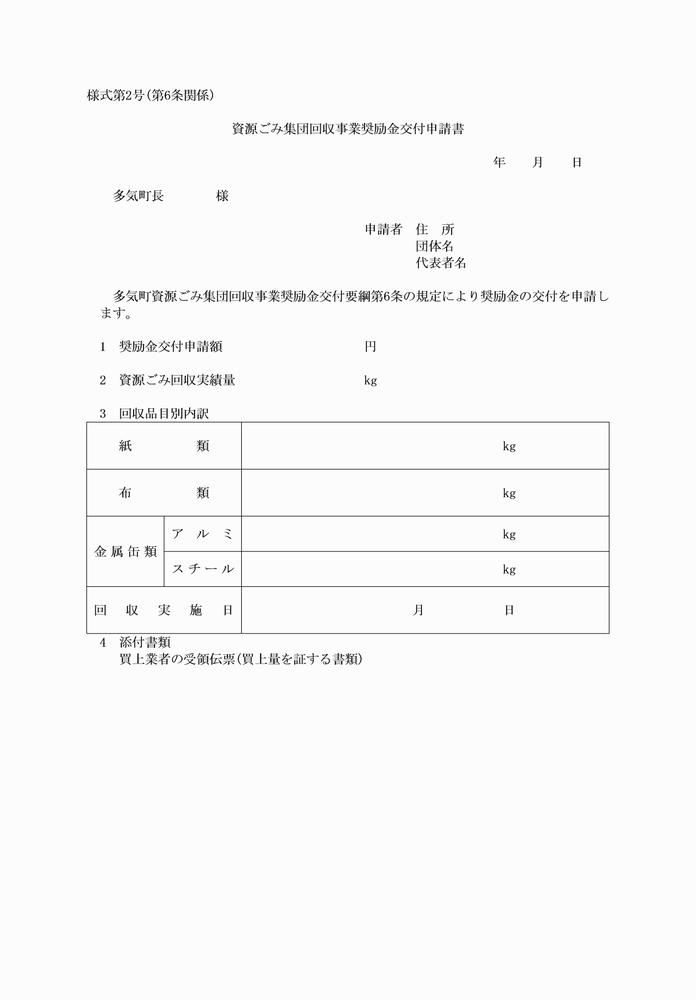 様式第2号(第6条関係)
資源ごみ集団回収事業奨励金交付申請書
年　　月　　日
多気町長　　　　様
申請者　住　所
団体名
代表者名
多気町資源ごみ集団回収事業奨励金交付要綱第6条の規定により奨励金の交付を申請し
ます。
1　奨励金交付申請額　　　　　　　　　　　円
2　資源ごみ回収実績量　　　　　　　　　　kg
3　回収品目別内訳
紙　　　　　類　　　　　kg
布　　　　　類　　　　　kg
金属缶類　ア　ル　ミ　　　　　kg
スチール　　　　　kg
回　収　実　施　日　　　　　月　　　　　日
4　添付書類
買上業者の受領伝票(買上量を証する書類)